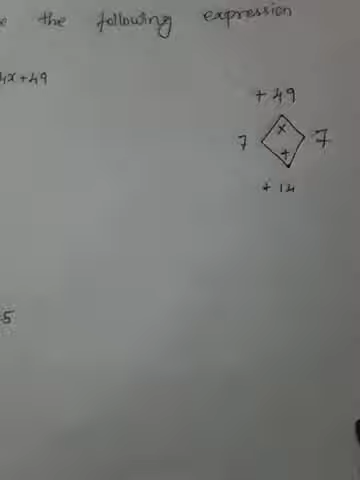 e the following expression
4x+49
+ 49
x
7 7
+
+ 14
5